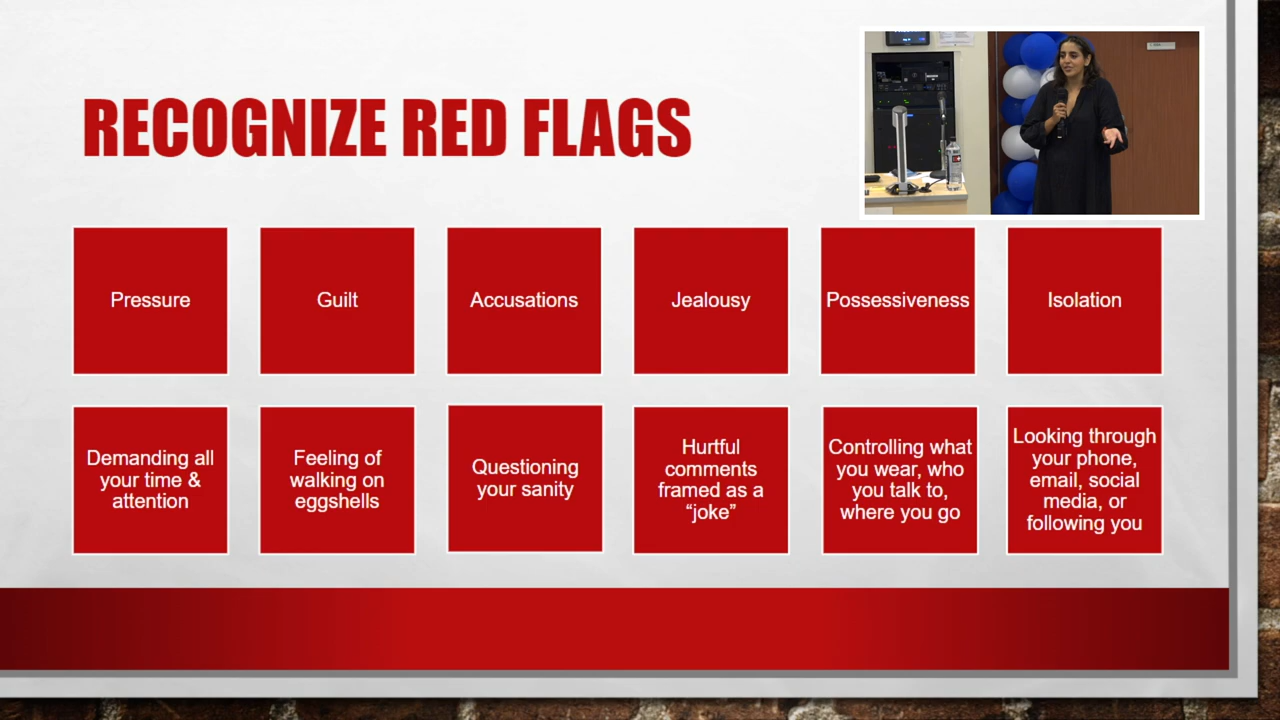 RECOGNIZE RED FLAGS
Pressure
Guilt
Accusations
Jealousy
Possessiveness
Isolation
Demanding all
your time &
attention
Feeling of
walking on
eggshells
Questioning
your sanity
Hurtful
comments
framed as a
“joke”
Controlling what
you wear, who
you talk to,
where you go
Looking through
your phone,
email, social
media, or
following you